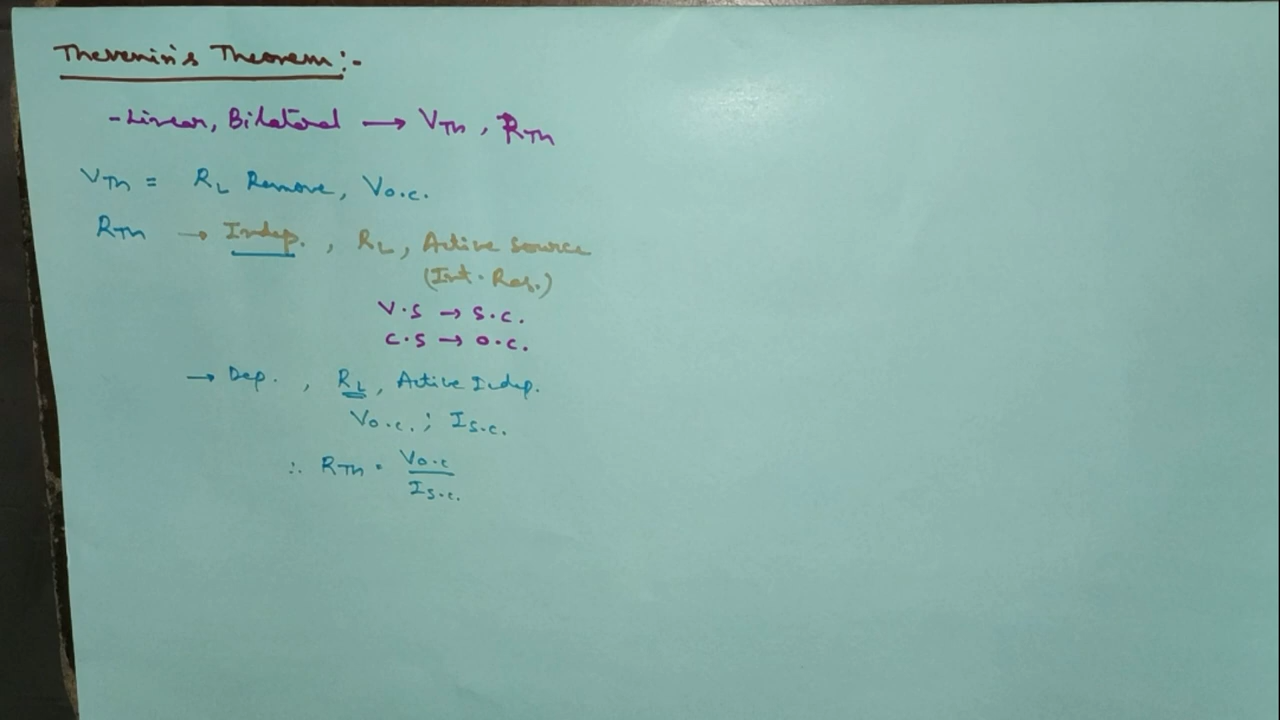 Thevenin's Theorem:-
- Linear, Bilateral → VTh, RTh
VTh = RL Remove, Vo.c.
RTh → Indep., RL, Active Source
(Int. Res.)
V.S → S.C.
C.S → O.C.
→ Dep., RL, Active Indep.
Vo.c.; Is.c.
∴ RTh = Vo.c
Is.c.